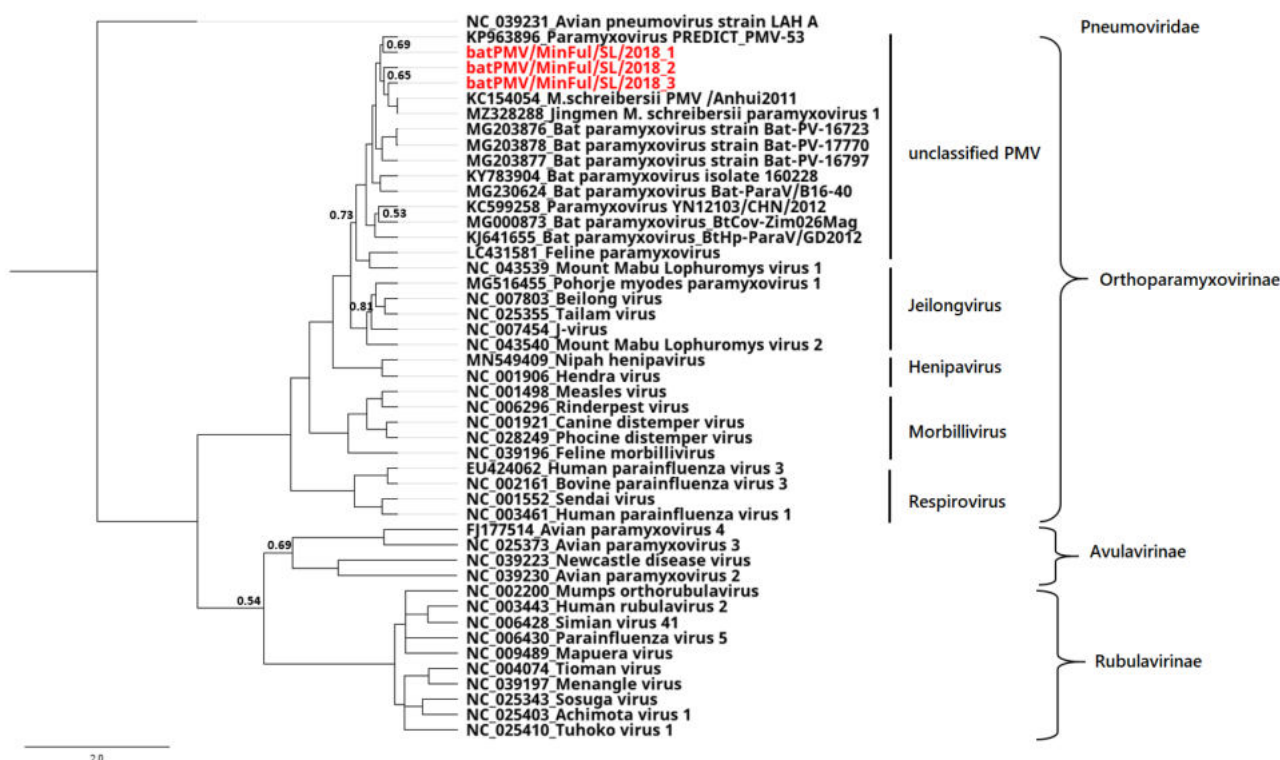 NC_039231_Avian pneumovirus strain LAH A
Pneumoviridae
KP963896_Paramyxovirus PREDICT_PMV-53
0.69
batPMV/MinFul/SL/2018_1
batPMV/MinFul/SL/2018_2
0.65
batPMV/MinFul/SL/2018_3
KC154054_M.schreibersii PMV /Anhui2011
MZ328288_Jingmen M. schreibersii paramyxovirus 1
MG203876_Bat paramyxovirus strain Bat-PV-16723
MG203878_Bat paramyxovirus strain Bat-PV-17770
unclassified PMV
MG203877_Bat paramyxovirus strain Bat-PV-16797
KY783904_Bat paramyxovirus isolate 160228
MG230624_Bat paramyxovirus Bat-ParaV/B16-40
KC599258_Paramyxovirus YN12103/CHN/2012
0.73
0.53
MG000873_Bat paramyxovirus_BtCov-Zim026Mag
KJ641655_Bat paramyxovirus_BtHp-ParaV/GD2012
LC431581_Feline paramyxovirus
NC_043539_Mount Mabu Lophuromys virus 1
Orthoparamyxovirinae
MG516455_Pohorje myodes paramyxovirus 1
NC_007803_Beilong virus
Jeilongvirus
0.81
NC_025355_Tailam virus
NC_007454_J-virus
NC_043540_Mount Mabu Lophuromys virus 2
MN549409_Nipah henipavirus
Henipavirus
NC_001906_Hendra virus
NC_001498_Measles virus
NC_006296_Rinderpest virus
NC_001921_Canine distemper virus
Morbillivirus
NC_028249_Phocine distemper virus
NC_039196_Feline morbillivirus
EU424062_Human parainfluenza virus 3
NC_002161_Bovine parainfluenza virus 3
NC_001552_Sendai virus
Respirovirus
NC_003461_Human parainfluenza virus 1
FJ177514_Avian paramyxovirus 4
0.69
NC_025373_Avian paramyxovirus 3
Avulavirinae
NC_039223_Newcastle disease virus
NC_039230_Avian paramyxovirus 2
NC_002200_Mumps orthorubulavirus
0.54
NC_003443_Human rubulavirus 2
NC_006428_Simian virus 41
NC_006430_Parainfluenza virus 5
NC_009489_Mapuera virus
Rubulavirinae
NC_004074_Tioman virus
NC_039197_Menangle virus
NC_025343_Sosuga virus
NC_025403_Achimota virus 1
NC_025410_Tuhoko virus 1
2.0